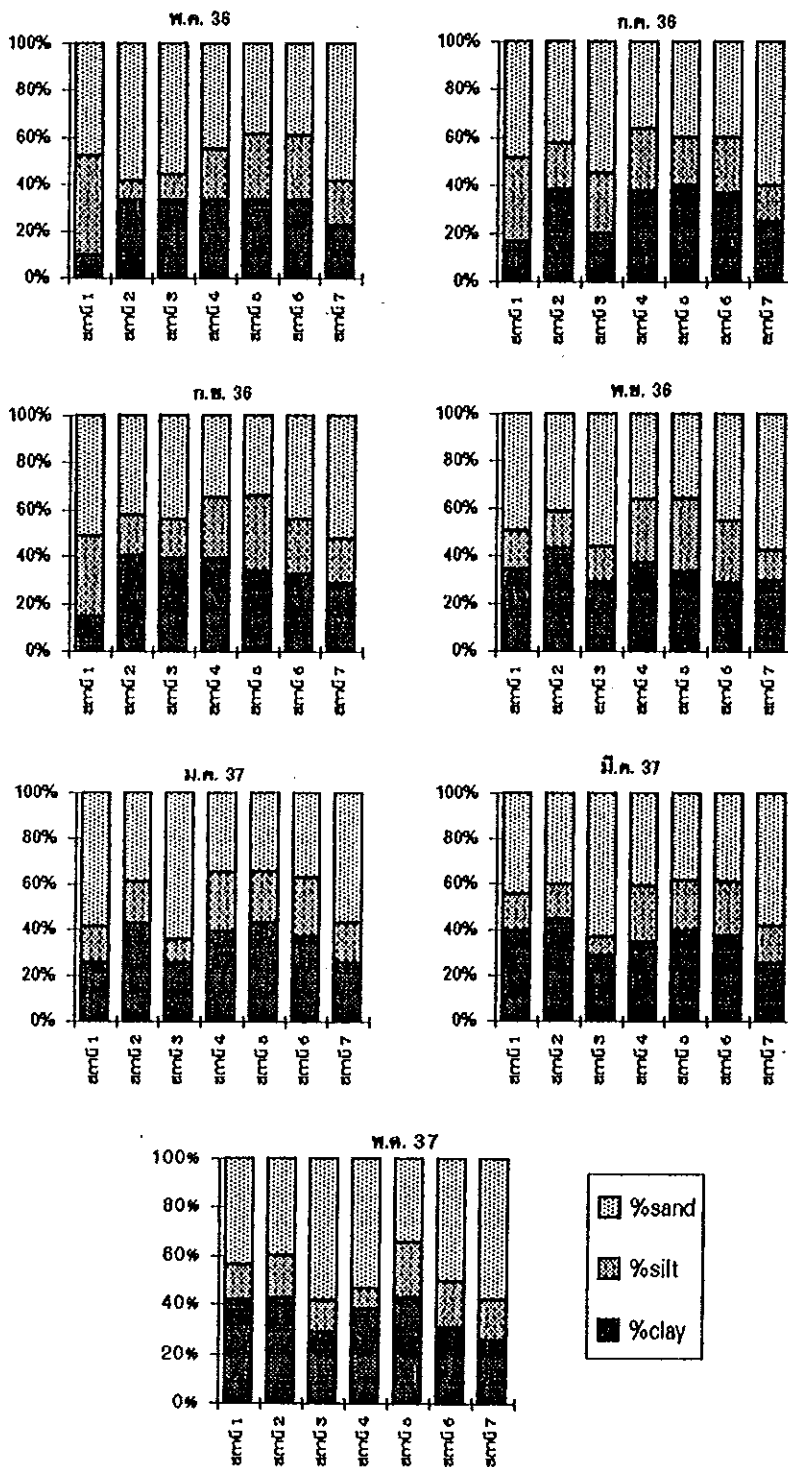 พ.ค. 36
100%
80%
60%
40%
20%
0%
สถานี 1
สถานี 2
สถานี 3
สถานี 4
สถานี 5
สถานี 6
สถานี 7
ก.ค. 36
100%
80%
60%
40%
20%
0%
สถานี 1
สถานี 2
สถานี 3
สถานี 4
สถานี 5
สถานี 6
สถานี 7
ก.ย. 36
100%
80%
60%
40%
20%
0%
สถานี 1
สถานี 2
สถานี 3
สถานี 4
สถานี 5
สถานี 6
สถานี 7
พ.ย. 36
100%
80%
60%
40%
20%
0%
สถานี 1
สถานี 2
สถานี 3
สถานี 4
สถานี 5
สถานี 6
สถานี 7
ม.ค. 37
100%
80%
60%
40%
20%
0%
สถานี 1
สถานี 2
สถานี 3
สถานี 4
สถานี 5
สถานี 6
สถานี 7
มี.ค. 37
100%
80%
60%
40%
20%
0%
สถานี 1
สถานี 2
สถานี 3
สถานี 4
สถานี 5
สถานี 6
สถานี 7
พ.ค. 37
100%
80%
60%
40%
20%
0%
สถานี 1
สถานี 2
สถานี 3
สถานี 4
สถานี 5
สถานี 6
สถานี 7
%sand
%silt
%clay